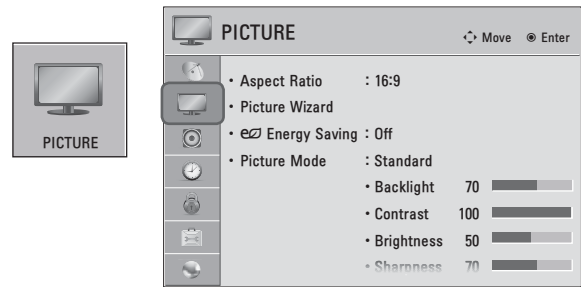 PICTURE
PICTURE
Move Enter
• Aspect Ratio : 16:9
• Picture Wizard
• Energy Saving : Off
• Picture Mode : Standard
• Backlight 70
• Contrast 100
• Brightness 50
• Sharpness 70